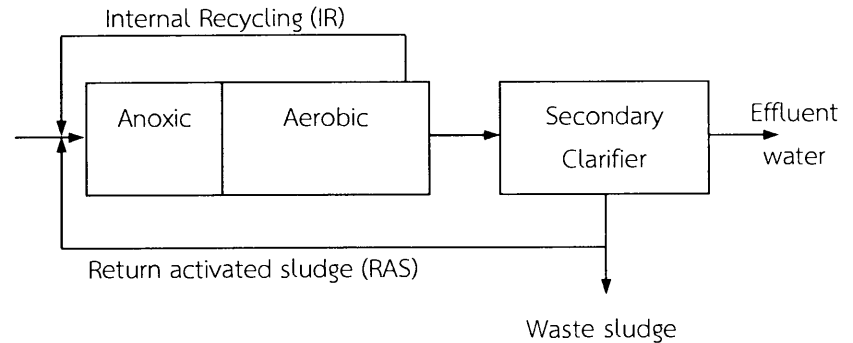 Internal Recycling (IR)
Anoxic
Aerobic
Secondary
Clarifier
Effluent
water
Return activated sludge (RAS)
Waste sludge